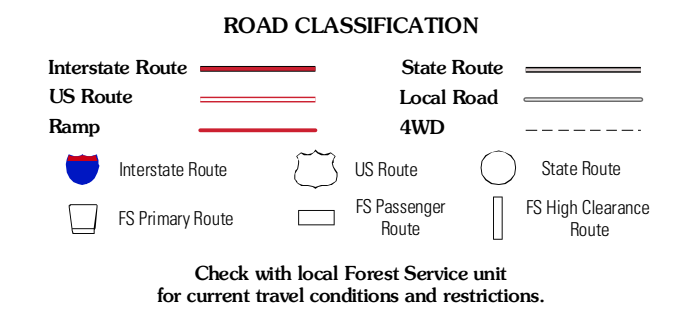 ROAD CLASSIFICATION
Interstate Route
State Route
US Route
Local Road
Ramp
4WD
Interstate Route
US Route
State Route
FS Primary Route
FS Passenger
Route
FS High Clearance
Route
Check with local Forest Service unit
for current travel conditions and restrictions.